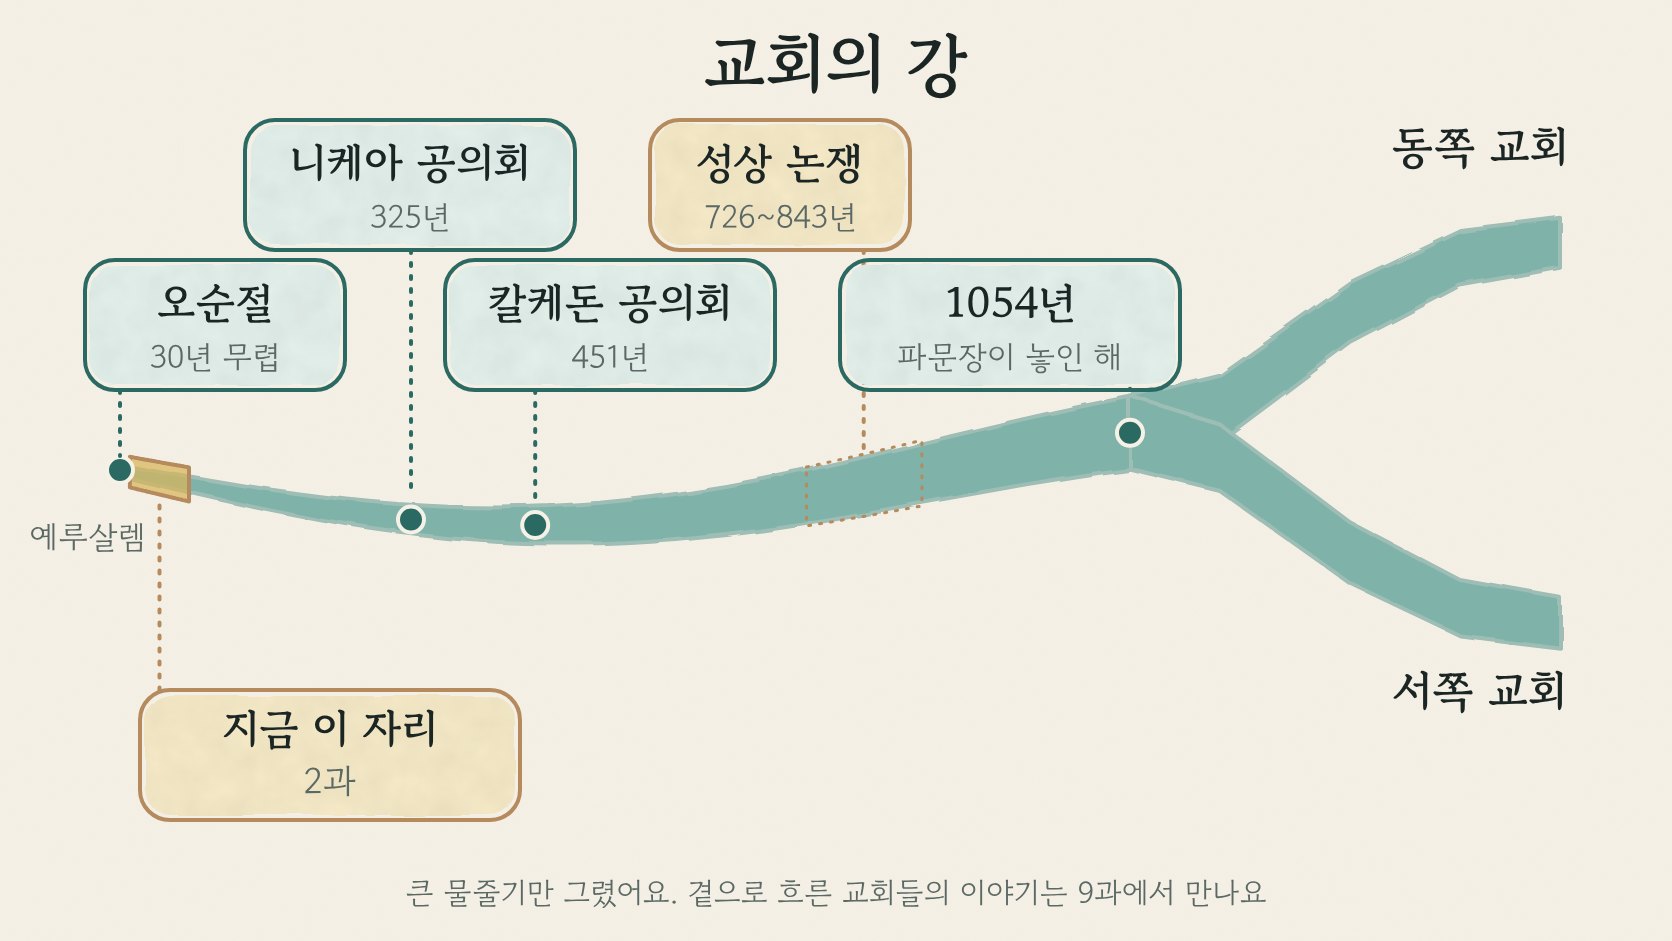 교회의 강
니케아 공의회
325년
성상 논쟁
726~843년
동쪽 교회
오순절
30년 무렵
칼케돈 공의회
451년
1054년
파문장이 놓인 해
예루살렘
서쪽 교회
지금 이 자리
2과
큰 물줄기만 그렸어요. 곁으로 흐른 교회들의 이야기는 9과에서 만나요